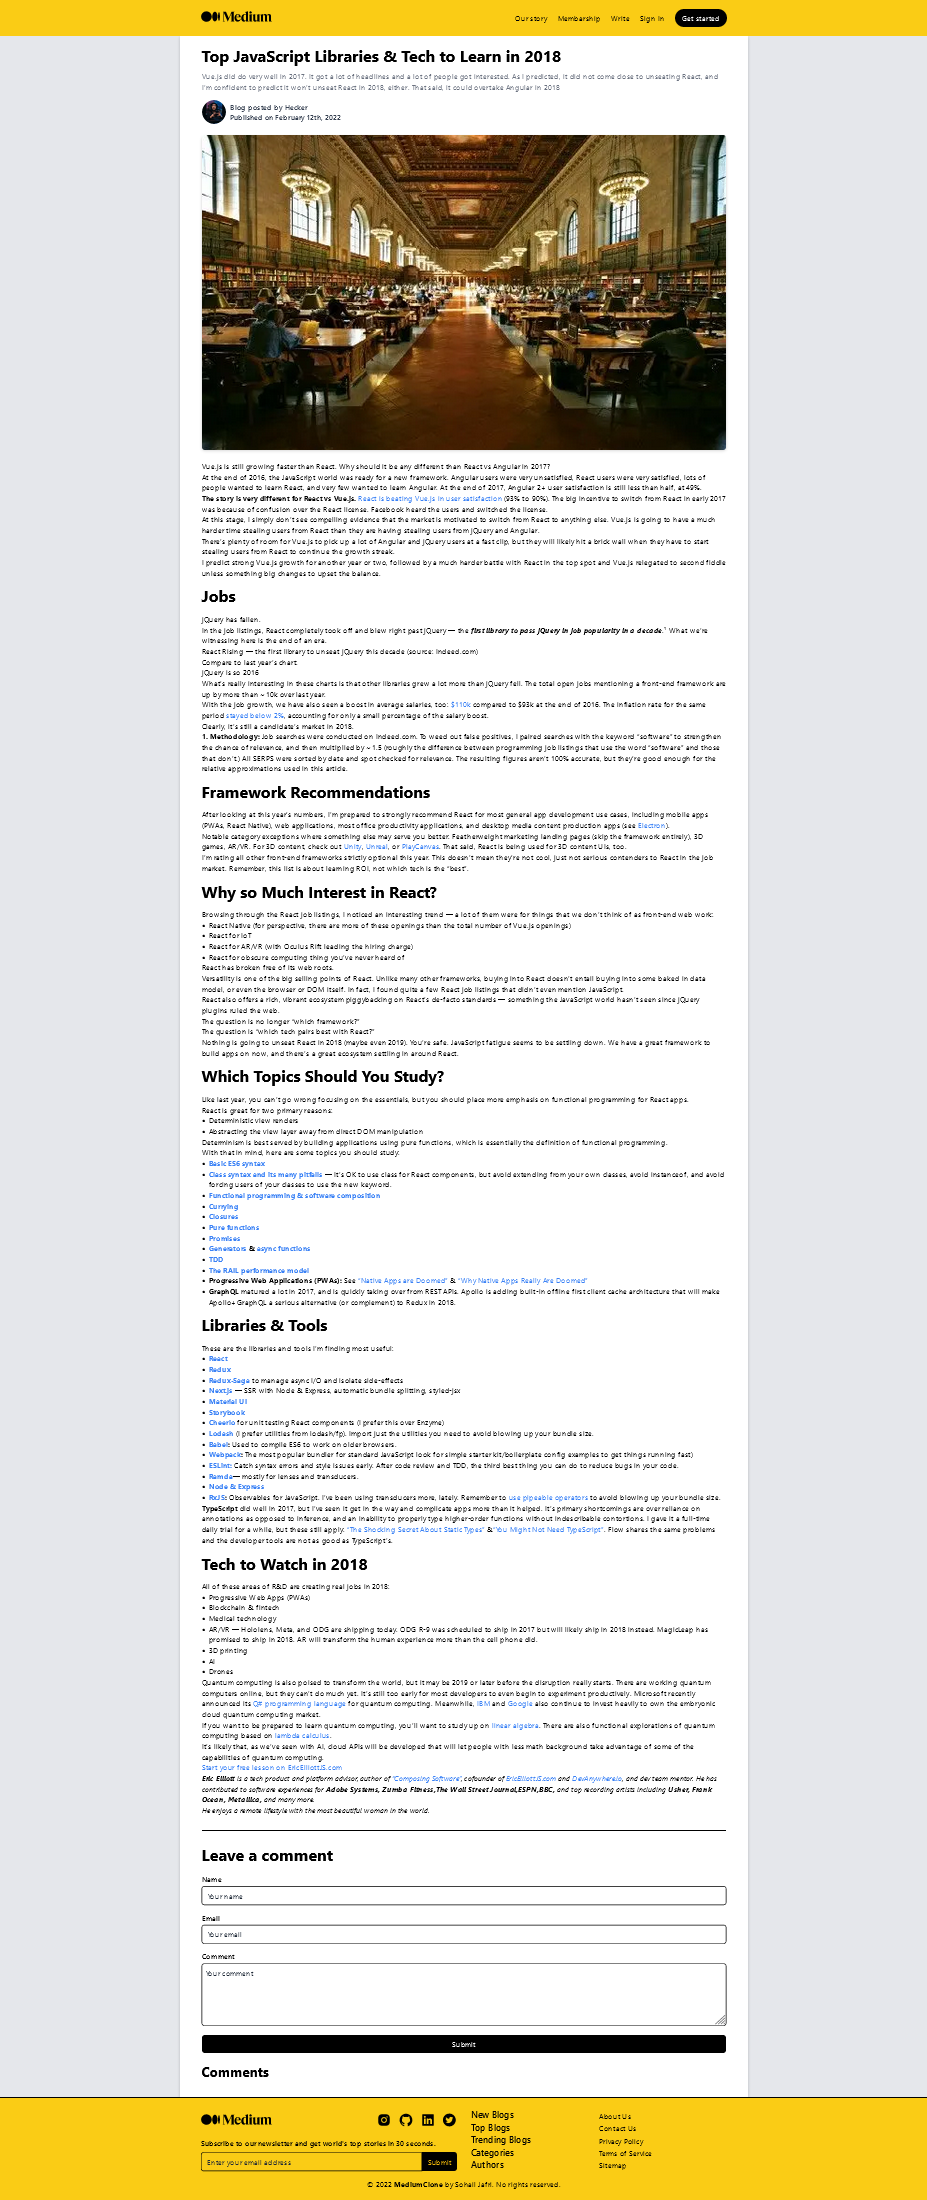 Medium
Our story
Membarship
Write
Sign In
Get started
Top JavaScript Libraries & Tech to Learn in 2018
Vue.js did do very well in 2017. It got a lot of headlines and a lot of people got interested. As I predicted, it did not come close to unseating React, and
I'm confident to predict it won't unseat React in 2018, either. That said, it could overtake Angular in 2018
Blog posted by Hecker
Published on February 12th, 2022
Vue.js is still growing faster than React. Why should it be any different than React vs Angular in 2017?
At the end of 2016, the JavaScript world was ready for a new framework. Angular users were very unsatisfied, React users were very satisfied, lots of
people wanted to learn React, and very few wanted to learn Angular. At the end of 2017, Angular 2+ user satisfaction is still less than half, at 49%.
The story is very different for React vs Vue.js. React is beating Vue.js in user satisfaction (93% to 90%). The big incentive to switch from React in early 2017
was because of confusion over the React license. Facebook heard the users and switched the license.
At this stage, I simply don't see compelling evidence that the market is motivated to switch from React to anything else. Vue.js is going to have a much
harder time stealing users from React than they are having stealing users from jQuery and Angular.
There's plenty of room for Vue.js to pick up a lot of Angular and jQuery users at a fast clip, but they will likely hit a brick wall when they have to start
stealing users from React to continue the growth streak.
I predict strong Vue.js growth for another year or two, followed by a much harder battle with React in the top spot and Vue.js relegated to second fiddle
unless something big changes to upset the balance.
Jobs
jQuery has fallen.
In the job listings, React completely took off and blew right past jQuery — the first library to pass jQuery in job popularity in a decade.¹ What we're
witnessing here is the end of an era.
React Rising — the first library to unseat jQuery this decade (source: Indeed.com)
Compare to last year's chart:
jQuery is so 2016
What's really interesting in these charts is that other libraries grew a lot more than jQuery fell. The total open jobs mentioning a front-end framework are
up by more than ~10k over last year.
With the job growth, we have also seen a boost in average salaries, too: $110k compared to $93k at the end of 2016. The inflation rate for the same
period stayed below 2%, accounting for only a small percentage of the salary boost.
Clearly, it's still a candidate's market in 2018.
1. Methodology: Job searches were conducted on Indeed.com. To weed out false positives, I paired searches with the keyword "software" to strengthen
the chance of relevance, and then multiplied by ~1.5 (roughly the difference between programming job listings that use the word "software" and those
that don't.) All SERPS were sorted by date and spot checked for relevance. The resulting figures aren't 100% accurate, but they're good enough for the
relative approximations used in this article.
Framework Recommendations
After looking at this year's numbers, I'm prepared to strongly recommend React for most general app development use cases, including mobile apps
(PWAs, React Native), web applications, most office productivity applications, and desktop media content production apps (see Electron).
Notable category exceptions where something else may serve you better: Featherweight marketing landing pages (skip the framework entirely), 3D
games, AR/VR. For 3D content, check out Unity, Unreal, or PlayCanvas. That said, React is being used for 3D content UIs, too.
I'm rating all other front-end frameworks strictly optional this year. This doesn't mean they're not cool, just not serious contenders to React in the job
market. Remember, this list is about learning ROI, not which tech is the "best".
Why so Much Interest in React?
Browsing through the React job listings, I noticed an interesting trend — a lot of them were for things that we don't think of as front-end web work:
• React Native (for perspective, there are more of these openings than the total number of Vue.js openings)
• React for IoT
• React for AR/VR (with Oculus Rift leading the hiring charge)
• React for obscure computing thing you've never heard of
React has broken free of its web roots.
Versatility is one of the big selling points of React. Unlike many other frameworks, buying into React doesn't entail buying into some baked in data
model, or even the browser or DOM itself. In fact, I found quite a few React job listings that didn't even mention JavaScript.
React also offers a rich, vibrant ecosystem piggybacking on React's de-facto standards — something the JavaScript world hasn't seen since jQuery
plugins ruled the web.
The question is no longer "which framework?"
The question is "which tech pairs best with React?"
Nothing is going to unseat React in 2018 (maybe even 2019). You're safe. JavaScript fatigue seems to be settling down. We have a great framework to
build apps on now, and there's a great ecosystem settling in around React.
Which Topics Should You Study?
Like last year, you can't go wrong focusing on the essentials, but you should place more emphasis on functional programming for React apps.
React is great for two primary reasons:
• Deterministic view renders
• Abstracting the view layer away from direct DOM manipulation
Determinism is best served by building applications using pure functions, which is essentially the definition of functional programming.
With that in mind, here are some topics you should study:
• Basic ES6 syntax
• Class syntax and its many pitfalls — It's OK to use class for React components, but avoid extending from your own classes, avoid instanceof, and avoid
forcing users of your classes to use the new keyword.
• Functional programming & software composition
• Currying
• Closures
• Pure functions
• Promises
• Generators & async functions
• TDD
• The RAIL performance model
• Progressive Web Applications (PWAs): See "Native Apps are Doomed" & "Why Native Apps Really Are Doomed"
• GraphQL matured a lot in 2017, and is quickly taking over from REST APIs. Apollo is adding built-in offline first client cache architecture that will make
Apollo+ GraphQL a serious alternative (or complement) to Redux in 2018.
Libraries & Tools
These are the libraries and tools I'm finding most useful:
• React
• Redux
• Redux-Saga to manage async I/O and isolate side-effects
• Next.js — SSR with Node & Express, automatic bundle splitting, styled-jsx
• Material UI
• Storybook
• Cheerio for unit testing React components (I prefer this over Enzyme)
• Lodash (I prefer utilities from lodash/fp). Import just the utilities you need to avoid blowing up your bundle size.
• Babel: Used to compile ES6 to work on older browsers.
• Webpack: The most popular bundler for standard JavaScript look for simple starter kit/boilerplate config examples to get things running fast)
• ESLint: Catch syntax errors and style issues early. After code review and TDD, the third best thing you can do to reduce bugs in your code.
• Ramda— mostly for lenses and transducers.
• Node & Express
• RxJS: Observables for JavaScript. I've been using transducers more, lately. Remember to use pipeable operators to avoid blowing up your bundle size.
TypeScript did well in 2017, but I've seen it get in the way and complicate apps more than it helped. It's primary shortcomings are over reliance on
annotations as opposed to inference, and an inability to properly type higher-order functions without indescribable contortions. I gave it a full-time
daily trial for a while, but these still apply: "The Shocking Secret About Static Types" &"You Might Not Need TypeScript". Flow shares the same problems
and the developer tools are not as good as TypeScript's.
Tech to Watch in 2018
All of these areas of R&D are creating real jobs in 2018:
• Progressive Web Apps (PWAs)
• Blockchain & fintech
• Medical technology
• AR/VR — Hololens, Meta, and ODG are shipping today. ODG R-9 was scheduled to ship in 2017 but will likely ship in 2018 instead. MagicLeap has
promised to ship in 2018. AR will transform the human experience more than the cell phone did.
• 3D printing
• AI
• Drones
Quantum computing is also poised to transform the world, but it may be 2019 or later before the disruption really starts. There are working quantum
computers online, but they can't do much yet. It's still too early for most developers to even begin to experiment productively. Microsoft recently
announced its Q# programming language for quantum computing. Meanwhile, IBM and Google also continue to invest heavily to own the embryonic
cloud quantum computing market.
If you want to be prepared to learn quantum computing, you'll want to study up on linear algebra. There are also functional explorations of quantum
computing based on lambda calculus.
It's likely that, as we've seen with AI, cloud APIs will be developed that will let people with less math background take advantage of some of the
capabilities of quantum computing.
Start your free lesson on EricElliottJS.com
Eric Elliott is a tech product and platform advisor, author of "Composing Software", cofounder of EricElliottJS.com and DevAnywhere.io, and dev team mentor. He has
contributed to software experiences for Adobe Systems, Zumba Fitness,The Wall Street Journal,ESPN,BBC, and top recording artists including Usher, Frank
Ocean, Metallica, and many more.
He enjoys a remote lifestyle with the most beautiful woman in the world.
Leave a comment
Name
Your name
Email
Your email
Comment
Your comment
Submit
Comments
Medium
Subscribe to our newsletter and get world's top stories in 30 seconds.
Enter your email address
Submit
New Blogs
Top Blogs
Trending Blogs
Categories
Authors
About Us
Contact Us
Privacy Policy
Terms of Service
Sitemap
© 2022 MediumClone by Sohail Jafri. No rights reserved.